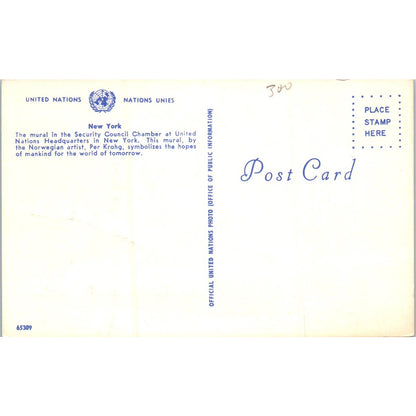 UNITED NATIONS NATIONS UNIES
New York
The mural in the Security Council Chamber at United
Nations Headquarters in New York. This mural, by
the Norwegian artist, Per Krohg, symbolizes the hopes
of mankind for the world of tomorrow.
65309
OFFICIAL UNITED NATIONS PHOTO (OFFICE OF PUBLIC INFORMATION)
300
PLACE
STAMP
HERE
Post Card